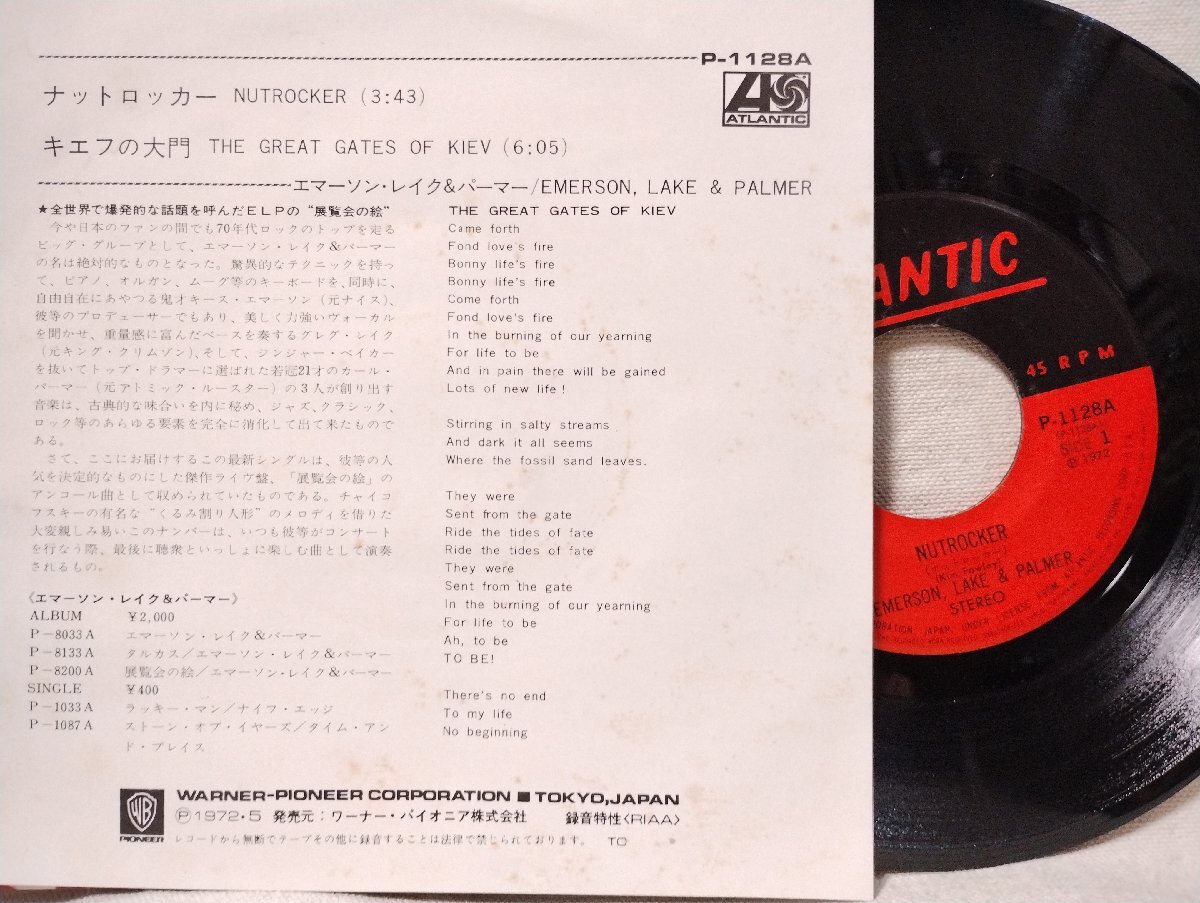 P-1128A
ナットロッカー NUTROCKER (3:43)
キエフの大門 THE GREAT GATES OF KIEV (6:05)
ATLANTIC
エマーソン・レイク&パーマー/EMERSON, LAKE & PALMER
★全世界で爆発的な話題を呼んだELPの“展覧会の絵”
今や日本のファンの間でも70年代ロックのトップを走る
ビッグ・グループとして、エマーソン・レイク&パーマー
の名は絶対的なものとなった。驚異的なテクニックを持っ
て、ピアノ、オルガン、ムーグ等のキーボードを、同時に、
自由自在にあやつる鬼才キース・エマーソン(元ナイス)、
彼等のプロデューサーでもあり、美しく力強いヴォーカル
を聞かせ、重量感に富んだベースを奏するグレグ・レイク
(元キング・クリムゾン)、そして、ジンジャー・ベイカー
を抜いてトップ・ドラマーに選ばれた若冠21才のカール・
パーマー(元アトミック・ルースター)の3人が創り出す
音楽は、古典的な味合いを内に秘め、ジャズ、クラシック、
ロック等のあらゆる要素を完全に消化して出て来たもので
ある。
さて、ここにお届けするこの最新シングルは、彼等の人
気を決定的なものにした傑作ライヴ盤、「展覧会の絵」の
アンコール曲として収められていたものである。チャイコ
フスキーの有名な“くるみ割り人形”のメロディを借りた
大変親しみ易いこのナンバーは、いつも彼等がコンサート
を行なう際、最後に聴衆といっしょに楽しむ曲として演奏
されるもの。
《エマーソン・レイク&パーマー》
ALBUM ¥2,000
P-8033A エマーソン・レイク&パーマー
P-8133A タルカス/エマーソン・レイク&パーマー
P-8200A 展覧会の絵/エマーソン・レイク&パーマー
SINGLE ¥400
P-1033A ラッキー・マン/ナイフ・エッジ
P-1087A ストーン・オブ・イヤーズ/タイム・アン
ド・プレイス
THE GREAT GATES OF KIEV
Came forth
Fond love's fire
Bonny life's fire
Bonny life's fire
Come forth
Fond love's fire
In the burning of our yearning
For life to be
And in pain there will be gained
Lots of new life!
Stirring in salty streams
And dark it all seems
Where the fossil sand leaves.
They were
Sent from the gate
Ride the tides of fate
Ride the tides of fate
They were
Sent from the gate
In the burning of our yearning
For life to be
Ah, to be
TO BE!
There's no end
To my life
No beginning
WB
PIONEER
WARNER-PIONEER CORPORATION ■ TOKYO, JAPAN
Ⓟ1972・5 発売元:ワーナー・パイオニア株式会社 録音特性〈RIAA〉
レコードから無断でテープその他に録音することは法律で禁じられております。 TO
ANTIC
45 RPM
P-1128A
SIDE 1
Ⓟ1972
NUTROCKER
(Kim Fowley)
EMERSON, LAKE & PALMER
STEREO